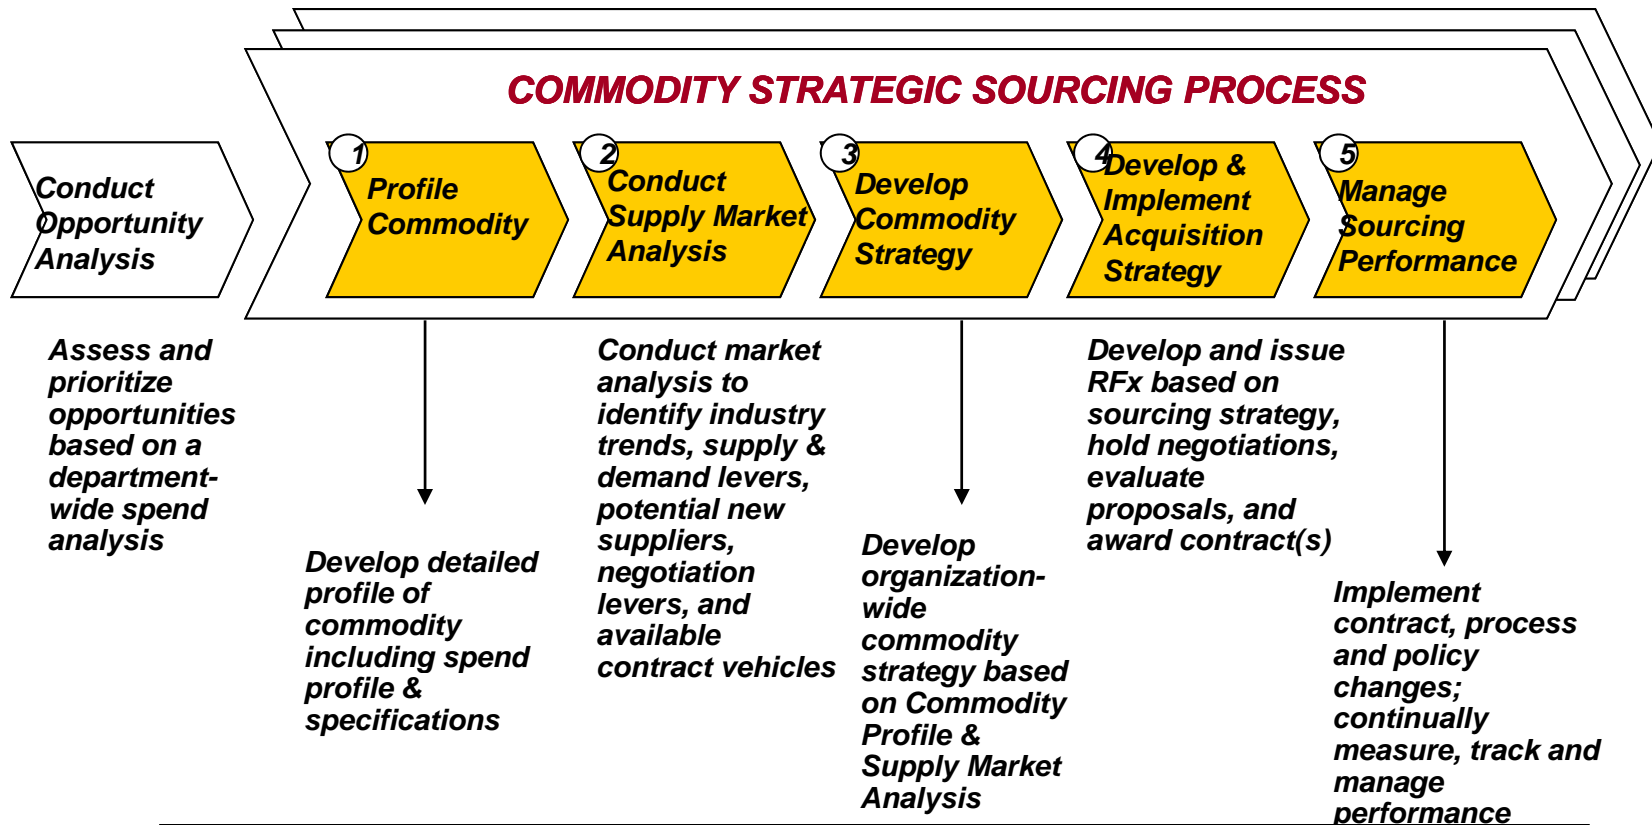 COMMODITY STRATEGIC SOURCING PROCESS
Conduct
Opportunity
Analysis
1
Profile
Commodity
2
Conduct
Supply Market
Analysis
3
Develop
Commodity
Strategy
4
Develop &
Implement
Acquisition
Strategy
5
Manage
Sourcing
Performance
Assess and
prioritize
opportunities
based on a
department-
wide spend
analysis
Develop detailed
profile of
commodity
including spend
profile &
specifications
Conduct market
analysis to
identify industry
trends, supply &
demand levers,
potential new
suppliers,
negotiation
levers, and
available
contract vehicles
Develop
organization-
wide
commodity
strategy based
on Commodity
Profile &
Supply Market
Analysis
Develop and issue
RFx based on
sourcing strategy,
hold negotiations,
evaluate
proposals, and
award contract(s)
Implement
contract, process
and policy
changes;
continually
measure, track and
manage
performance